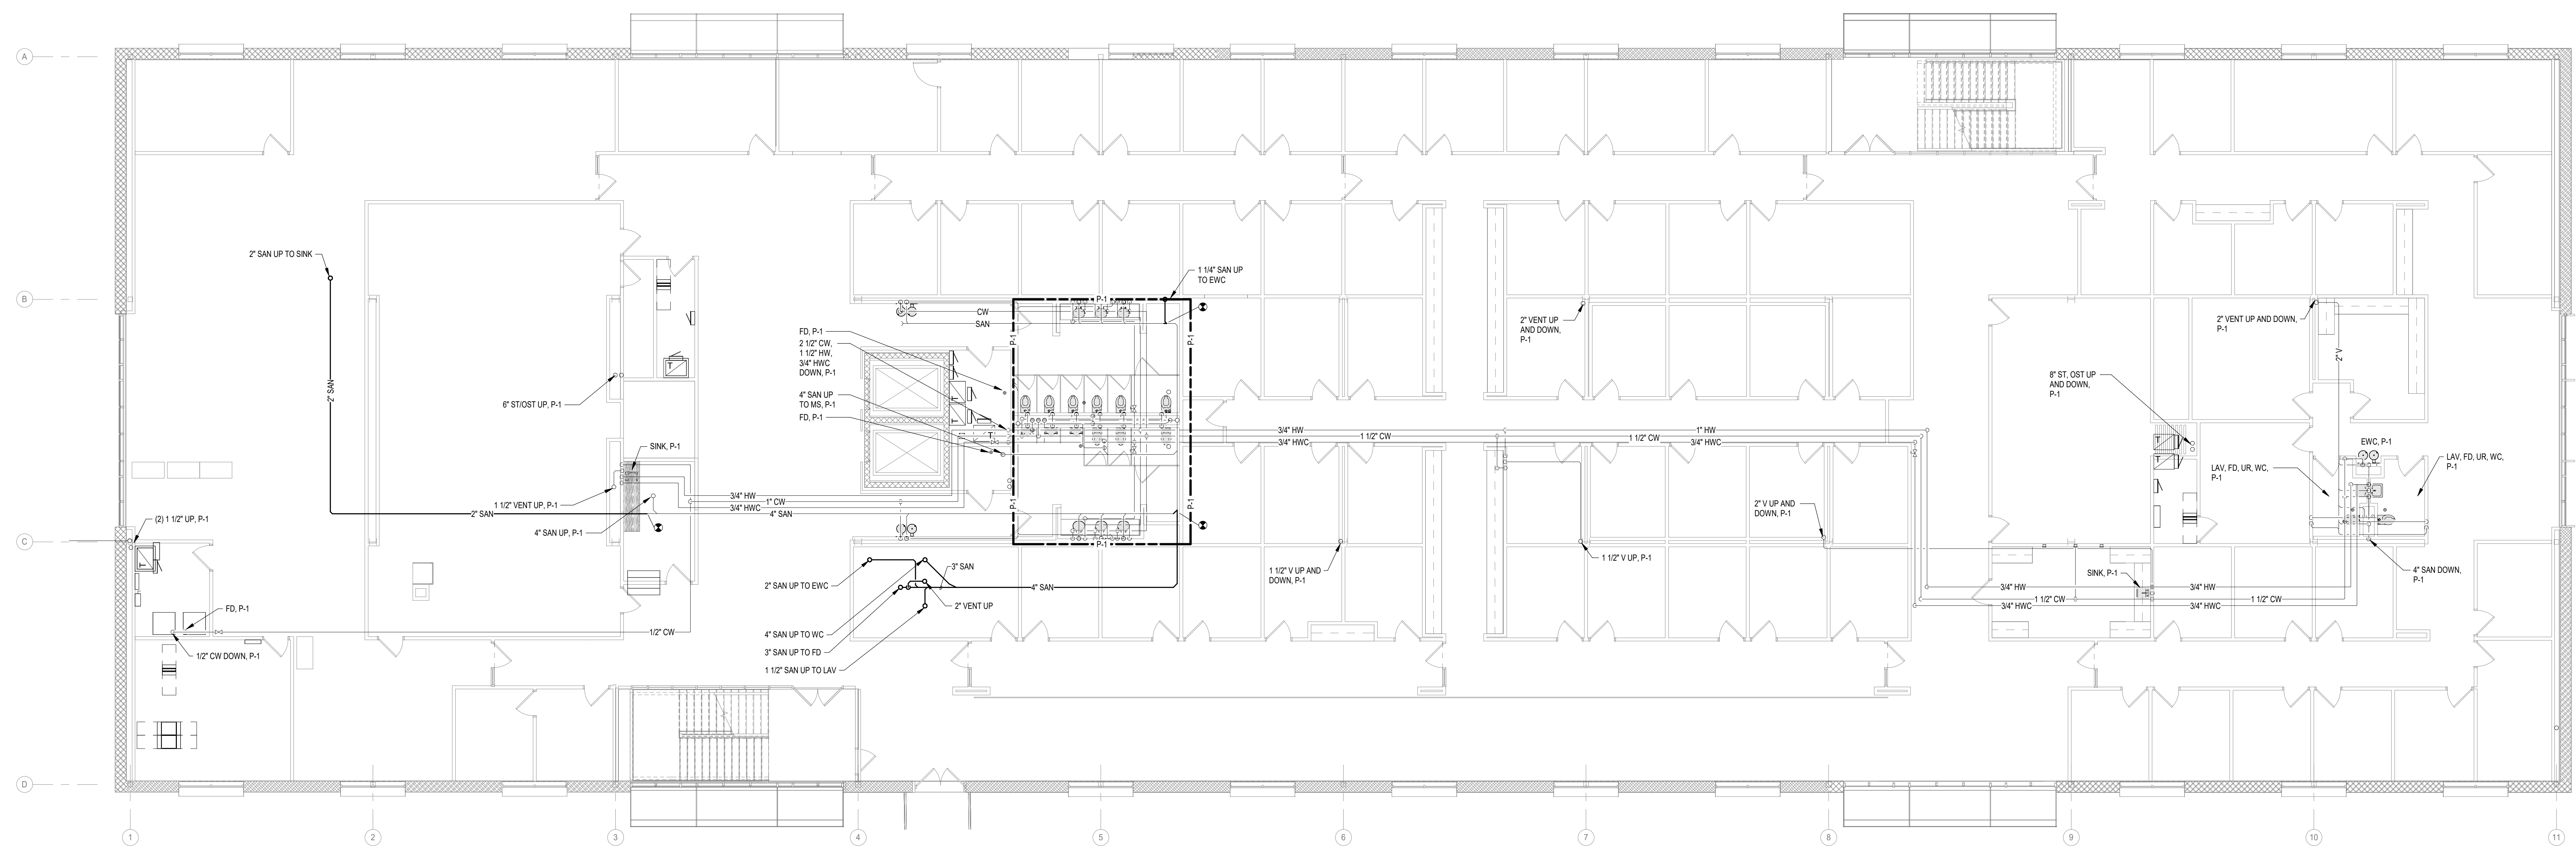 A
B
C
D
2" SAN UP TO SINK
2" SAN
6" ST/OST UP, P-1
SINK, P-1
1 1/2" VENT UP, P-1
2" SAN
4" SAN UP, P-1
(2) 1 1/2" UP, P-1
T
T
FD, P-1
1/2" CW DOWN, P-1
1/2" CW
3/4" HW
1" CW
3/4" HWC
4" SAN
FD, P-1
2 1/2" CW,
1 1/2" HW,
3/4" HWC
DOWN, P-1
4" SAN UP
TO MS, P-1
FD, P-1
T
T
T
CW
SAN
P-1
P-1
P-1
P-1
P-1
P-1
1 1/4" SAN UP
TO EWC
2" SAN UP TO EWC
3" SAN
4" SAN
2" VENT UP
4" SAN UP TO WC
3" SAN UP TO FD
1 1/2" SAN UP TO LAV
3/4" HW
1 1/2" CW
3/4" HWC
1" HW
1 1/2" CW
3/4" HWC
1 1/2" V UP AND
DOWN, P-1
2" VENT UP
AND DOWN,
P-1
1 1/2" V UP, P-1
2" V UP AND
DOWN, P-1
8" ST, OST UP
AND DOWN,
P-1
T
T
2" VENT UP AND DOWN,
P-1
2" V
EWC, P-1
LAV, FD, UR, WC,
P-1
LAV, FD, UR, WC,
P-1
4" SAN DOWN,
P-1
SINK, P-1
3/4" HW
1 1/2" CW
3/4" HWC
3/4" HW
1 1/2" CW
3/4" HWC
1
2
3
4
5
6
7
8
9
10
11